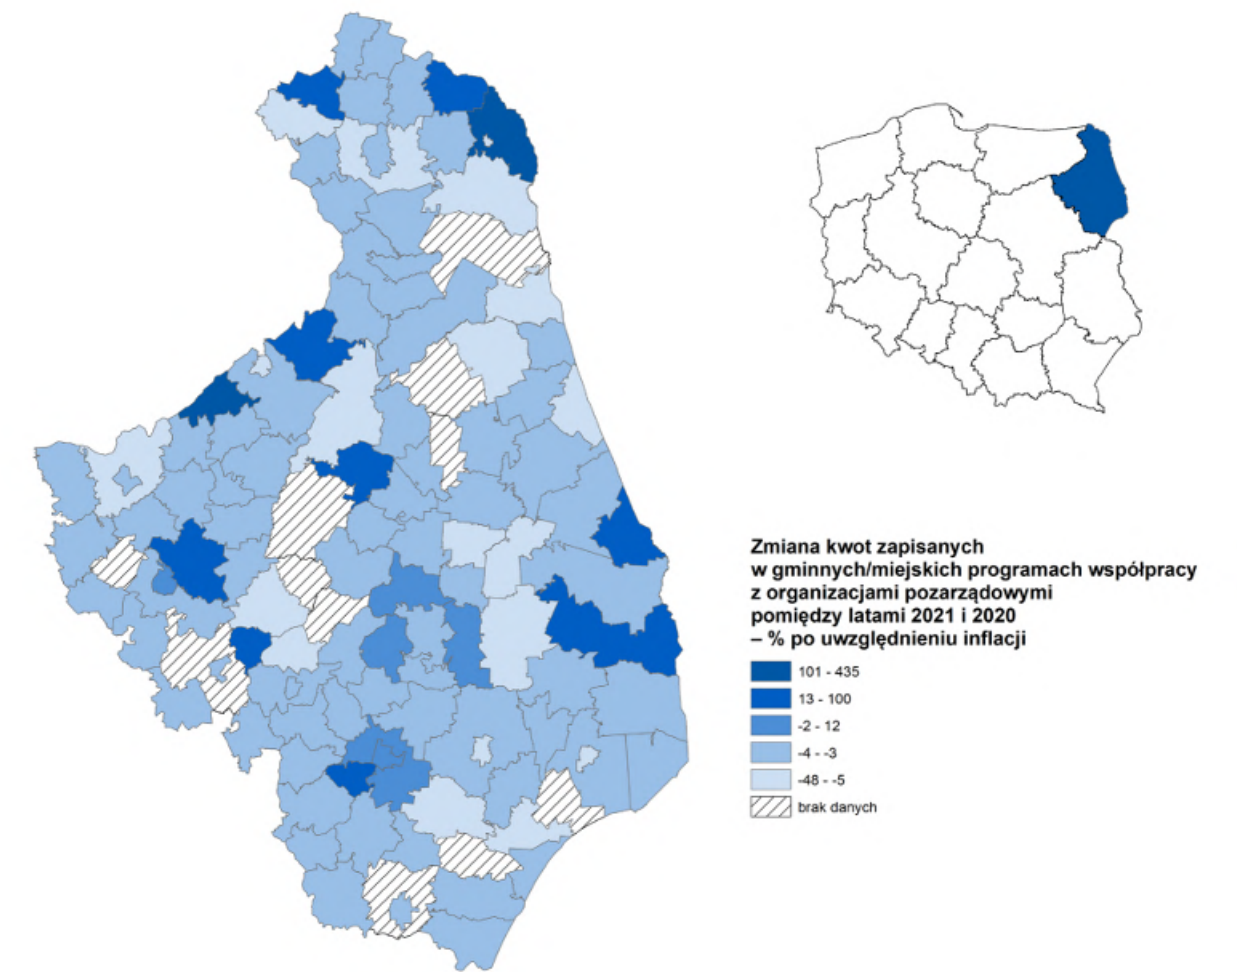 Zmiana kwot zapisanych
w gminnych/miejskich programach współpracy
z organizacjami pozarządowymi
pomiędzy latami 2021 i 2020
– % po uwzględnieniu inflacji
101 - 435
13 - 100
-2 - 12
-4 - -3
-48 - -5
brak danych